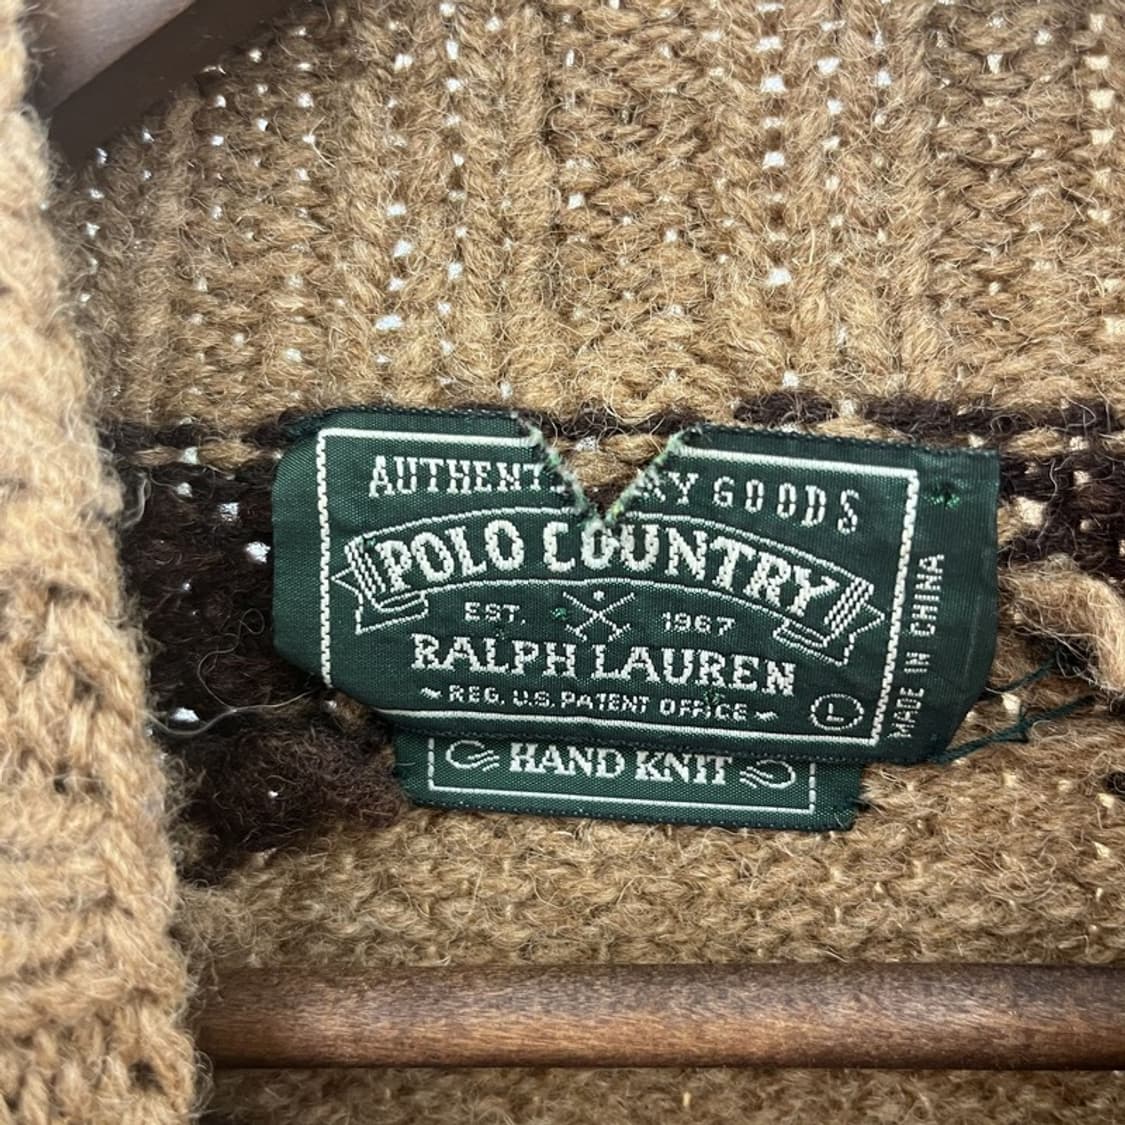 AUTHENT GOODS
POLO COUNTRY
EST. 1967
RALPH LAUREN
~REG. U.S. PATENT OFFICE~
L
MADE IN CHINA
HAND KNIT